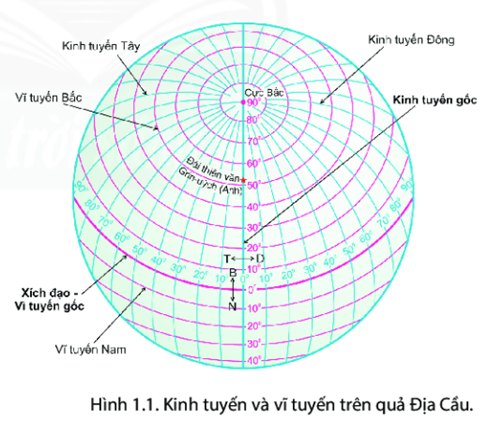 Kinh tuyến Tây
Kinh tuyến Đông
Vĩ tuyến Bắc
Cực Bắc
Kinh tuyến gốc
90°
80°
70°
60°
Đài thiên văn
Grin-uých (Anh)
50°
40°
30°
20°
T D
10°
90° 80° 70° 60° 50° 40° 30° 20° 10° 0° 10° 20° 30° 40° 50° 60° 70° 80° 90°
B
0°
N
10°
20°
30°
40°
Xích đạo -
Vĩ tuyến gốc
Vĩ tuyến Nam
Hình 1.1. Kinh tuyến và vĩ tuyến trên quả Địa Cầu.